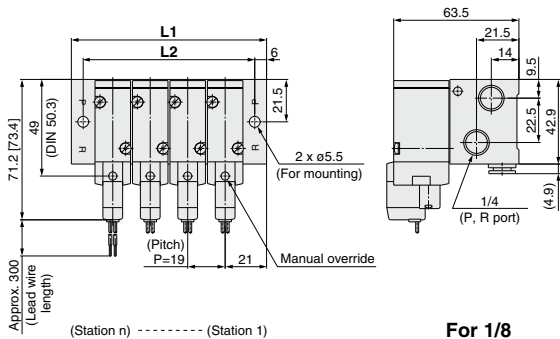 L1
L2
6
63.5
21.5
14
9.5
P
P
R
R
71.2 [73.4]
49
(DIN 50.3)
21.5
22.5
42.9
(4.9)
2 x ø5.5
(For mounting)
1/4
(P, R port)
(Pitch)
P=19
21
Manual override
Approx. 300
(Lead wire
length)
(Station n) ---------- (Station 1)
For 1/8